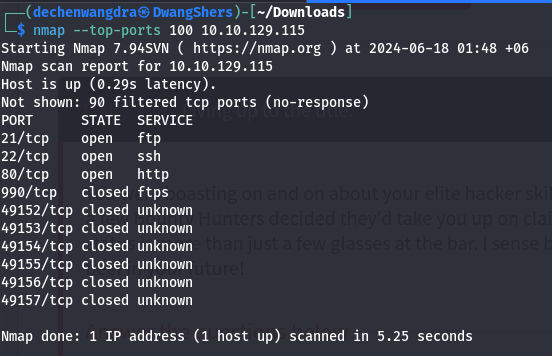 ┌──(dechenwangdra㉿DwangShers)-[~/Downloads]
└─$ nmap --top-ports 100 10.10.129.115
Starting Nmap 7.94SVN ( https://nmap.org ) at 2024-06-18 01:48 +06
Nmap scan report for 10.10.129.115
Host is up (0.29s latency).
Not shown: 90 filtered tcp ports (no-response)
PORT      STATE  SERVICE
21/tcp    open   ftp
22/tcp    open   ssh
80/tcp    open   http
990/tcp   closed ftps
49152/tcp closed unknown
49153/tcp closed unknown
49154/tcp closed unknown
49155/tcp closed unknown
49156/tcp closed unknown
49157/tcp closed unknown
Nmap done: 1 IP address (1 host up) scanned in 5.25 seconds